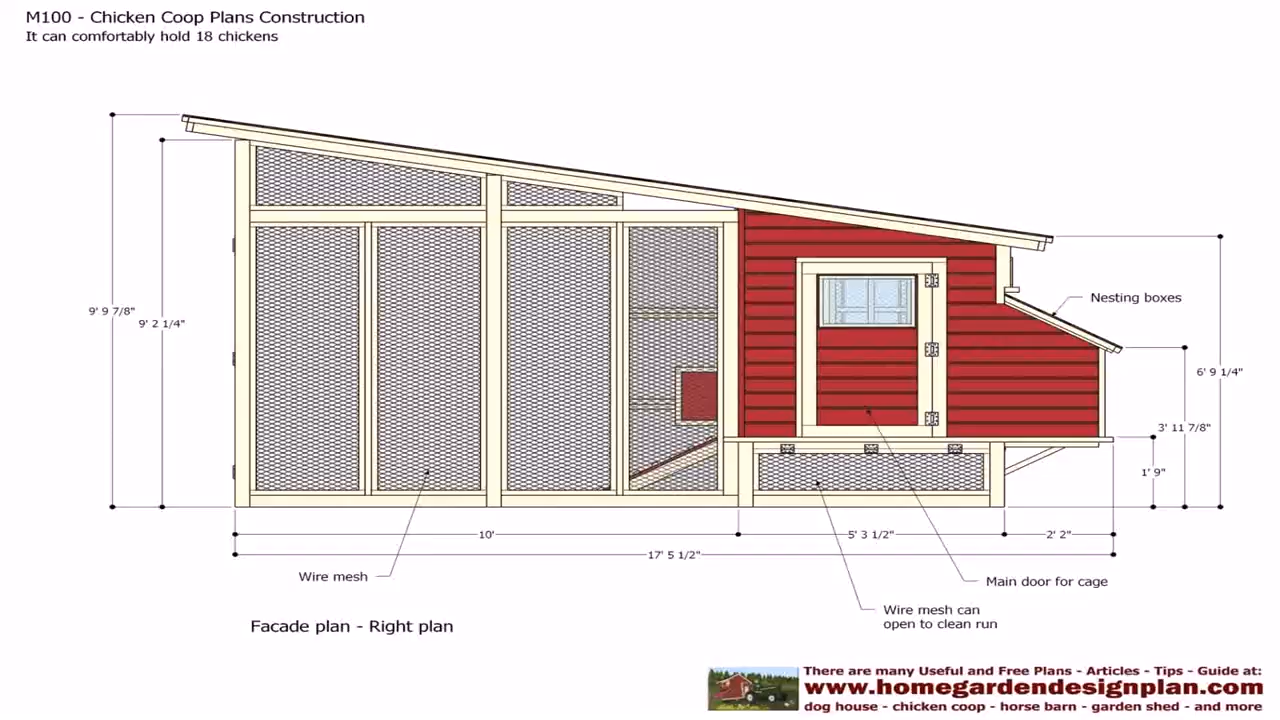 M100 - Chicken Coop Plans Construction
It can comfortably hold 18 chickens
Nesting boxes
9' 9 7/8"
9' 2 1/4"
6' 9 1/4"
3' 11 7/8"
1' 9"
10'
5' 3 1/2"
2' 2"
17' 5 1/2"
Wire mesh
Main door for cage
Wire mesh can
open to clean run
Facade plan - Right plan
There are many Useful and Free Plans - Articles - Tips - Guide at:
www.homegardendesignplan.com
dog house - chicken coop - horse barn - garden shed - and more